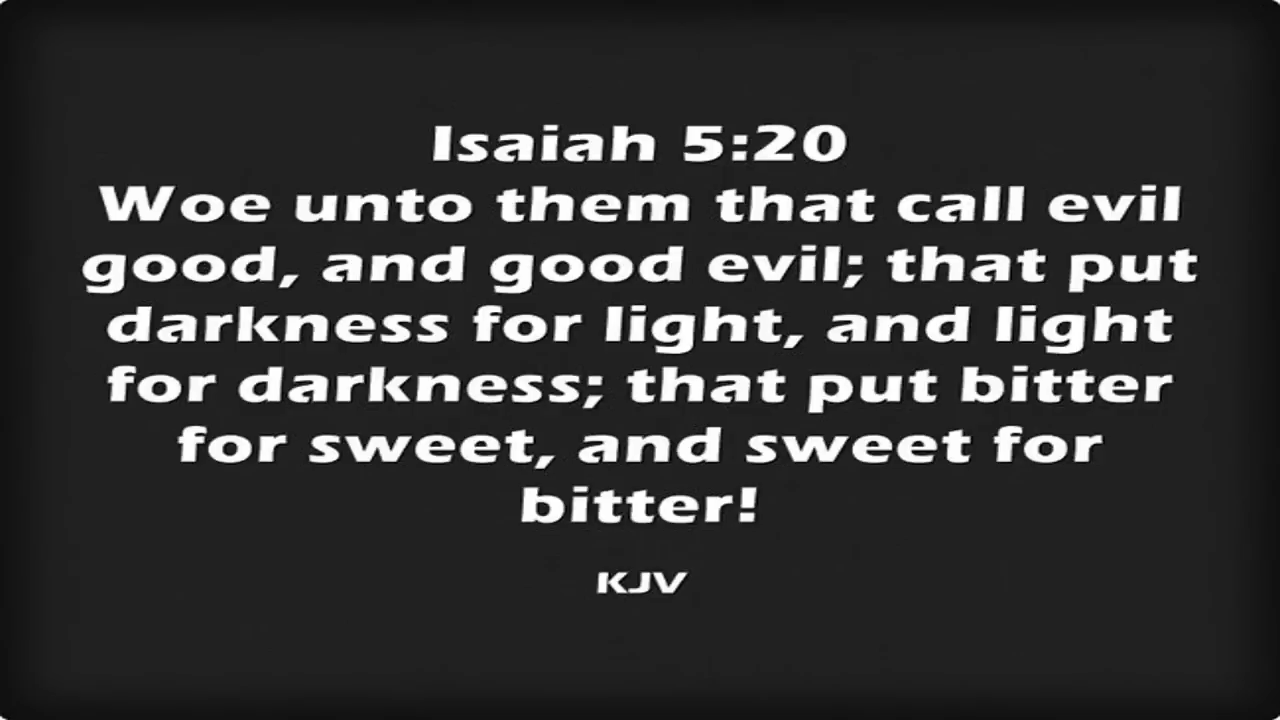 Isaiah 5:20
Woe unto them that call evil
good, and good evil; that put
darkness for light, and light
for darkness; that put bitter
for sweet, and sweet for
bitter!
KJV